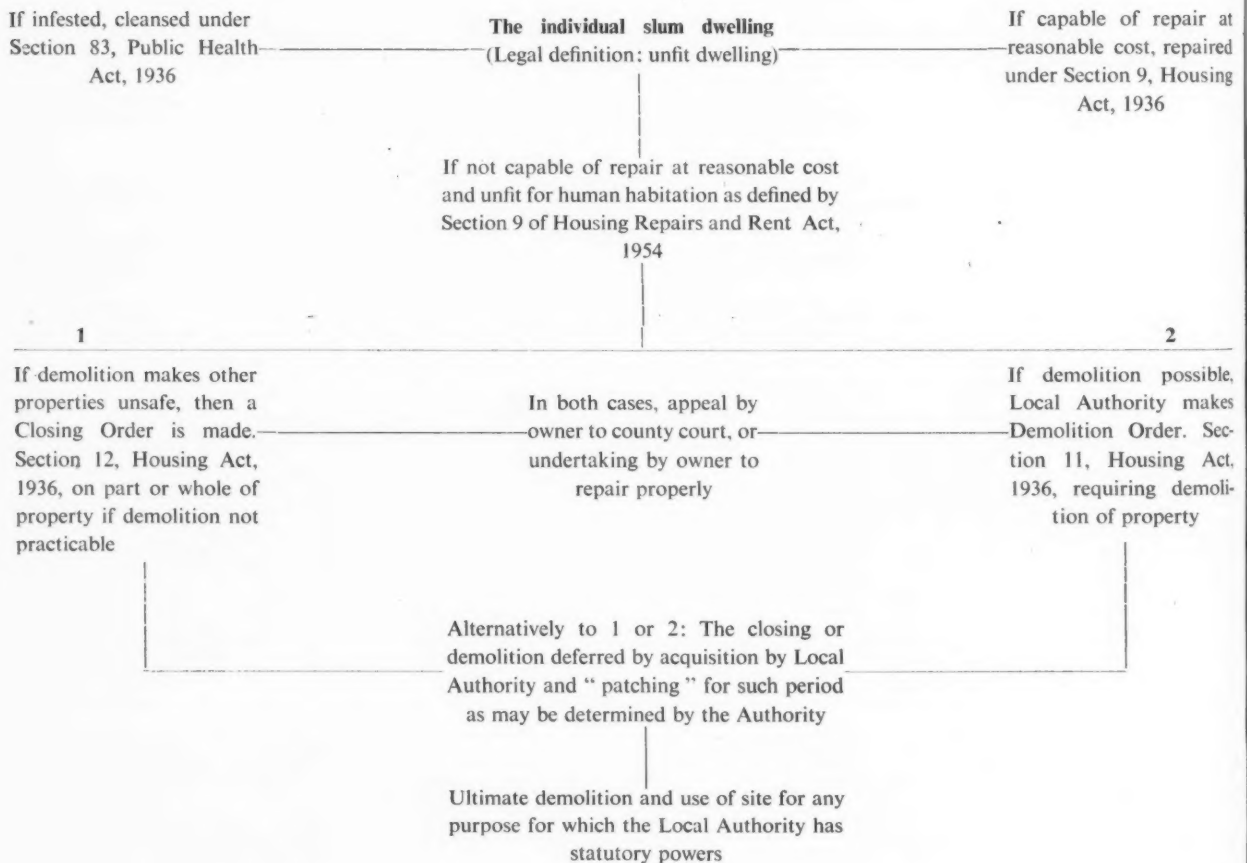 If infested, cleansed under
Section 83, Public Health
Act, 1936
The individual slum dwelling
(Legal definition: unfit dwelling)
If capable of repair at
reasonable cost, repaired
under Section 9, Housing
Act, 1936
If not capable of repair at reasonable cost
and unfit for human habitation as defined by
Section 9 of Housing Repairs and Rent Act,
1954
1
2
If demolition makes other
properties unsafe, then a
Closing Order is made.
Section 12, Housing Act,
1936, on part or whole of
property if demolition not
practicable
In both cases, appeal by
owner to county court, or
undertaking by owner to
repair properly
If demolition possible,
Local Authority makes
Demolition Order. Sec-
tion 11, Housing Act,
1936, requiring demoli-
tion of property
Alternatively to 1 or 2: The closing or
demolition deferred by acquisition by Local
Authority and " patching " for such period
as may be determined by the Authority
Ultimate demolition and use of site for any
purpose for which the Local Authority has
statutory powers